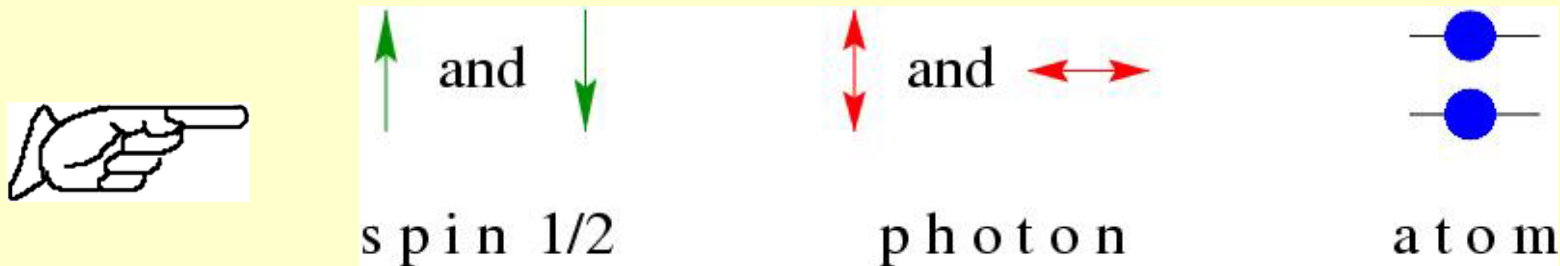 and and
spin 1/2 photon atom